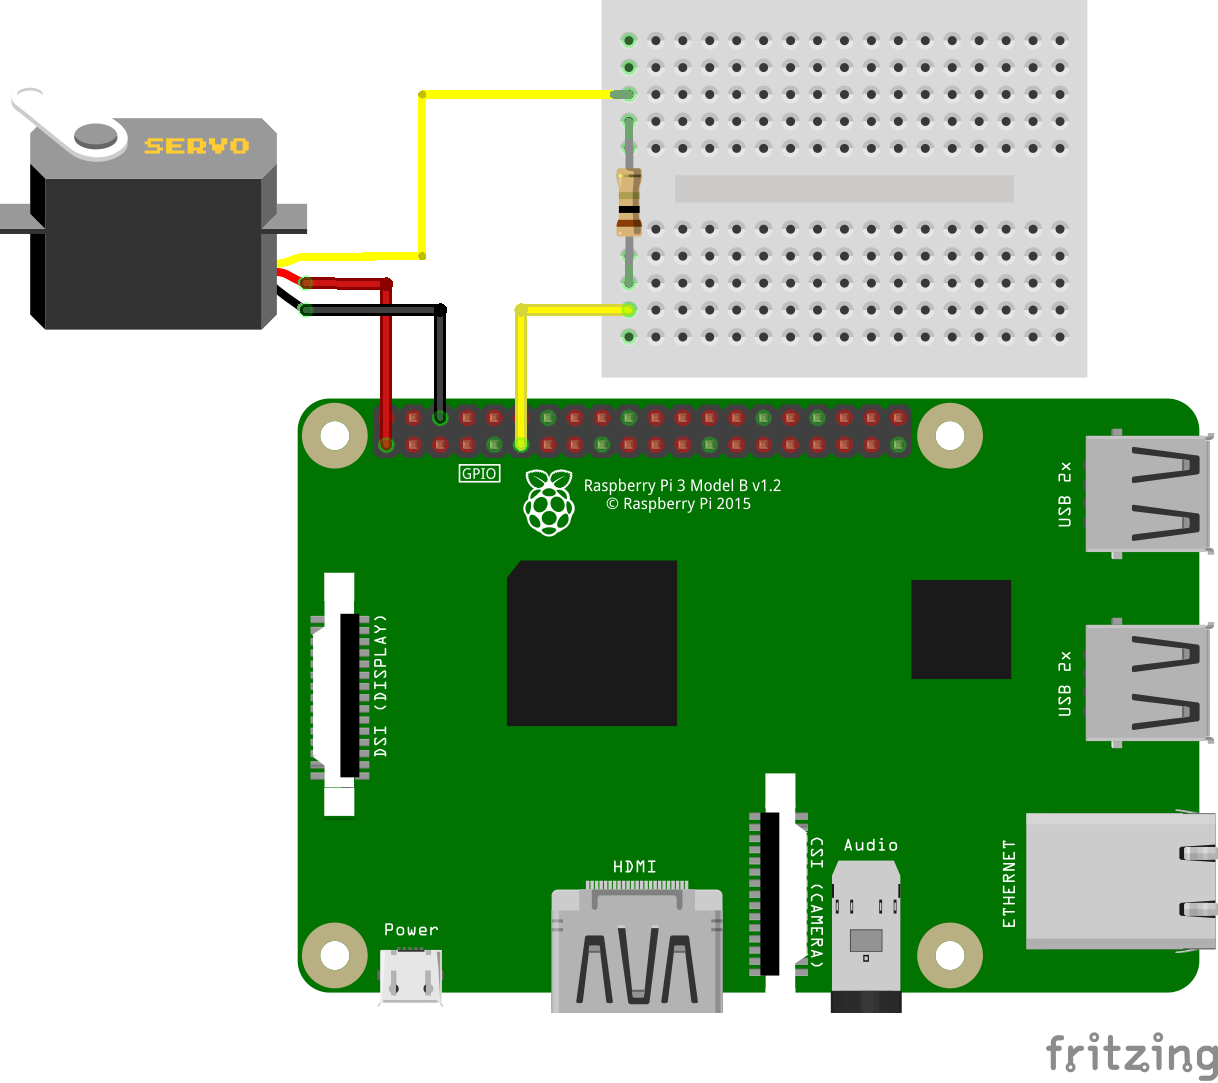 SERVO
GPIO
Raspberry Pi 3 Model B v1.2
© Raspberry Pi 2015
USB 2x
DSI (DISPLAY)
USB 2x
HDMI
CSI (CAMERA)
Audio
ETHERNET
Power
fritzing